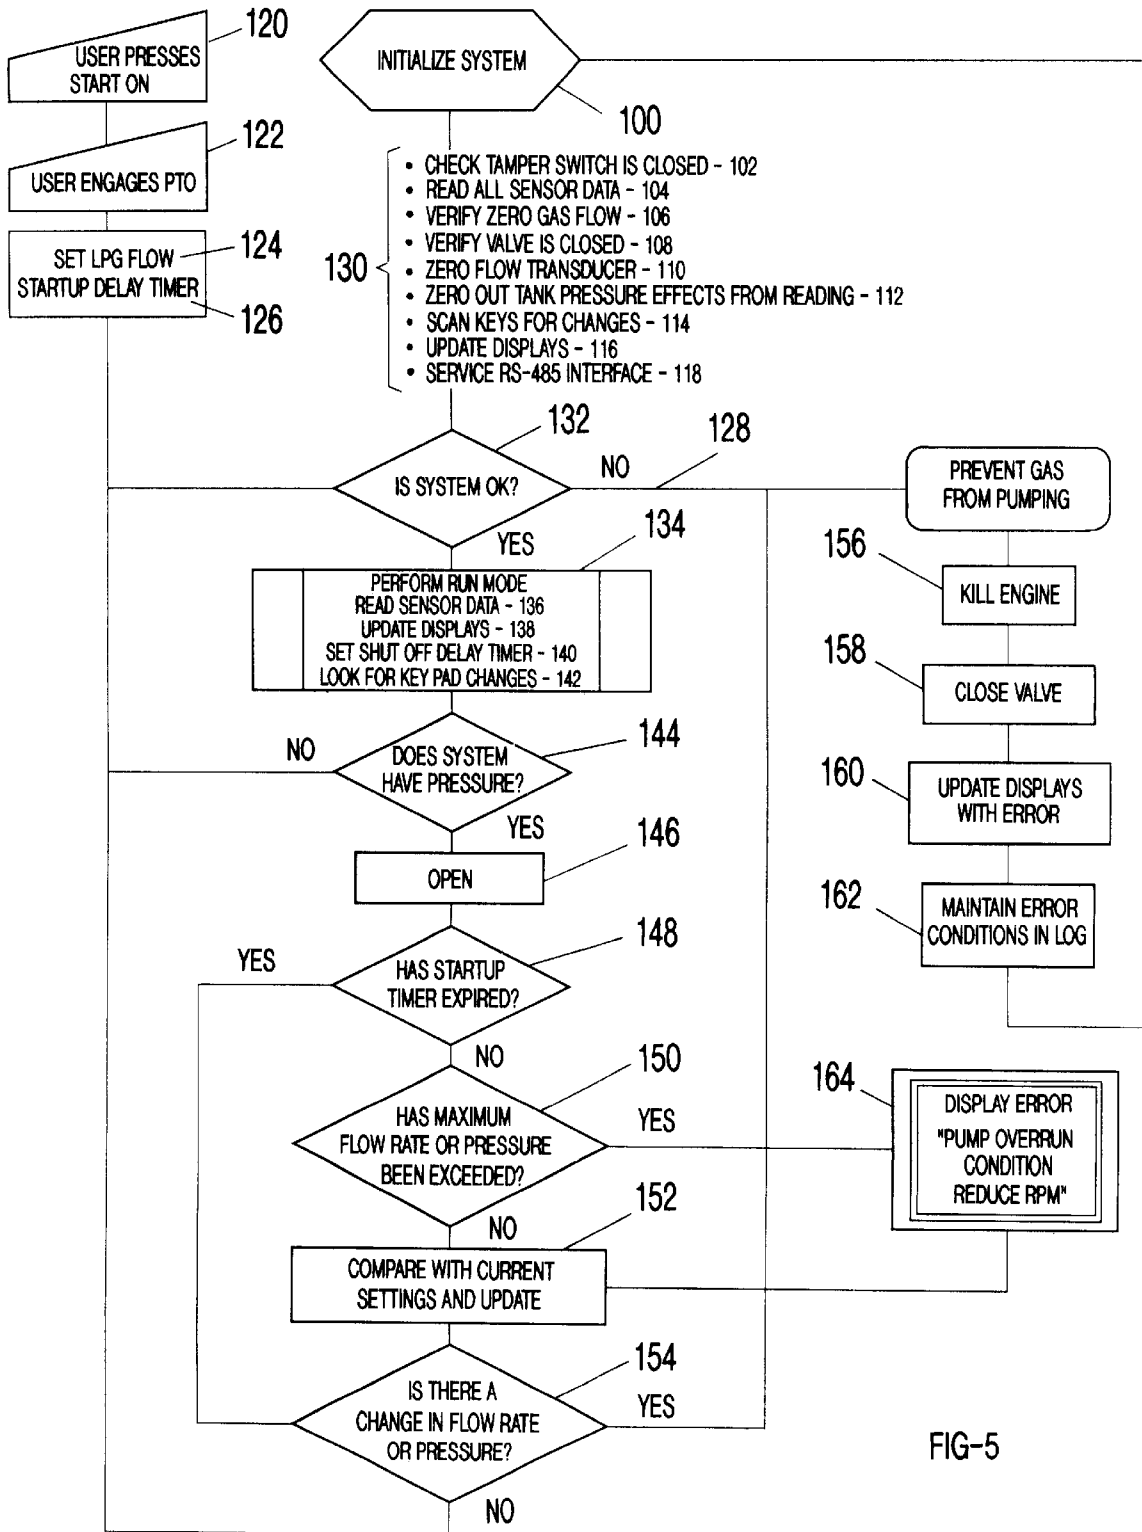 120
USER PRESSES
START ON
122
USER ENGAGES PTO
SET LPG FLOW
124
STARTUP DELAY TIMER
126
INITIALIZE SYSTEM
100
130
• CHECK TAMPER SWITCH IS CLOSED - 102
• READ ALL SENSOR DATA - 104
• VERIFY ZERO GAS FLOW - 106
• VERIFY VALVE IS CLOSED - 108
• ZERO FLOW TRANSDUCER - 110
• ZERO OUT TANK PRESSURE EFFECTS FROM READING - 112
• SCAN KEYS FOR CHANGES - 114
• UPDATE DISPLAYS - 116
• SERVICE RS-485 INTERFACE - 118
132
IS SYSTEM OK?
NO
128
YES
134
PERFORM RUN MODE
READ SENSOR DATA - 136
UPDATE DISPLAYS - 138
SET SHUT OFF DELAY TIMER - 140
LOOK FOR KEY PAD CHANGES - 142
144
NO
DOES SYSTEM
HAVE PRESSURE?
YES
146
OPEN
148
YES
HAS STARTUP
TIMER EXPIRED?
NO
150
HAS MAXIMUM
FLOW RATE OR PRESSURE
BEEN EXCEEDED?
YES
NO
152
COMPARE WITH CURRENT
SETTINGS AND UPDATE
154
IS THERE A
CHANGE IN FLOW RATE
OR PRESSURE?
YES
NO
PREVENT GAS
FROM PUMPING
156
KILL ENGINE
158
CLOSE VALVE
160
UPDATE DISPLAYS
WITH ERROR
162
MAINTAIN ERROR
CONDITIONS IN LOG
164
DISPLAY ERROR
"PUMP OVERRUN
CONDITION
REDUCE RPM"
FIG-5